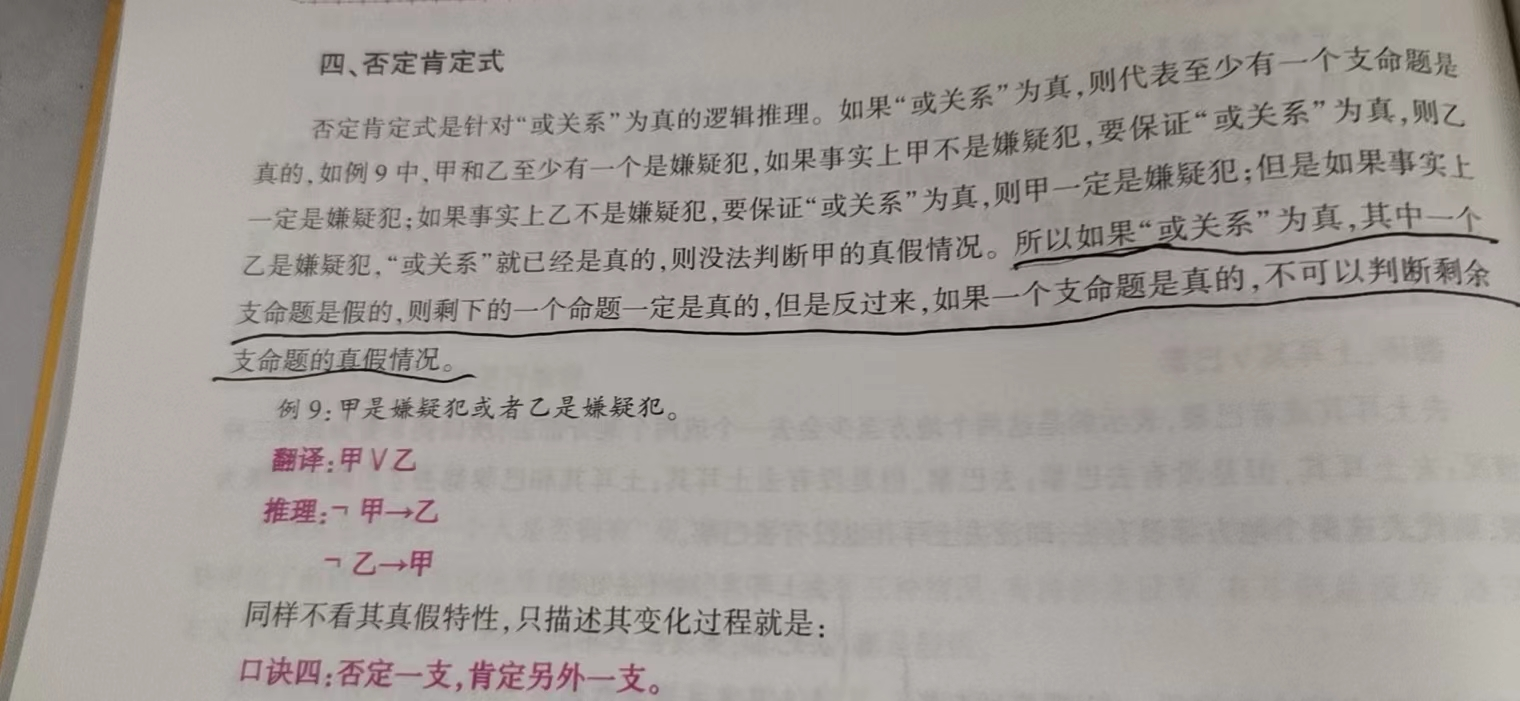 四、否定肯定式
否定肯定式是针对“或关系”为真的逻辑推理。如果“或关系”为真,则代表至少有一个支命题是
真的,如例9中,甲和乙至少有一个是嫌疑犯,如果事实上甲不是嫌疑犯,要保证“或关系”为真,则乙
一定是嫌疑犯;如果事实上乙不是嫌疑犯,要保证“或关系”为真,则甲一定是嫌疑犯;但是如果事实上
乙是嫌疑犯,“或关系”就已经是真的,则没法判断甲的真假情况。所以如果“或关系”为真,其中一个
支命题是假的,则剩下的一个命题一定是真的,但是反过来,如果一个支命题是真的,不可以判断剩余
支命题的真假情况。
例9:甲是嫌疑犯或者乙是嫌疑犯。
翻译:甲∨乙
推理:¬甲→乙
¬乙→甲
同样不看其真假特性,只描述其变化过程就是:
口诀四:否定一支,肯定另外一支。